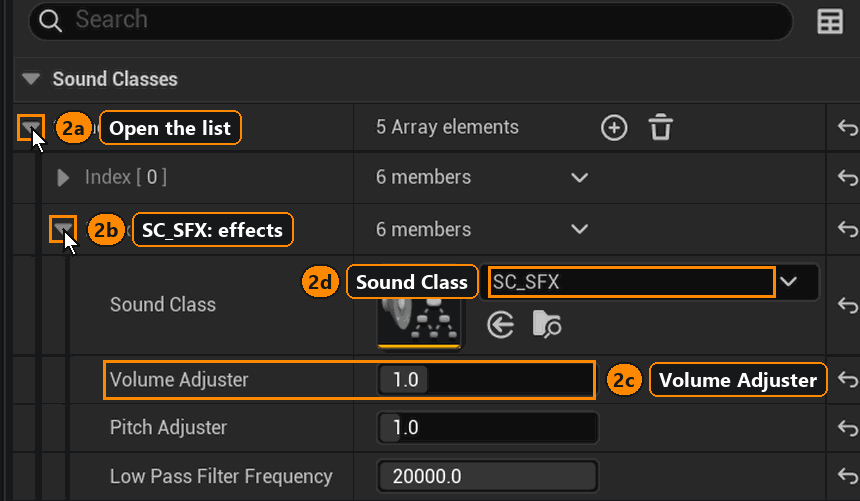 Search
Sound Classes
2a Open the list
5 Array elements
Index [ 0 ]
6 members
2b SC_SFX: effects
6 members
2d Sound Class
SC_SFX
Sound Class
Volume Adjuster
1.0
2c Volume Adjuster
Pitch Adjuster
1.0
Low Pass Filter Frequency
20000.0